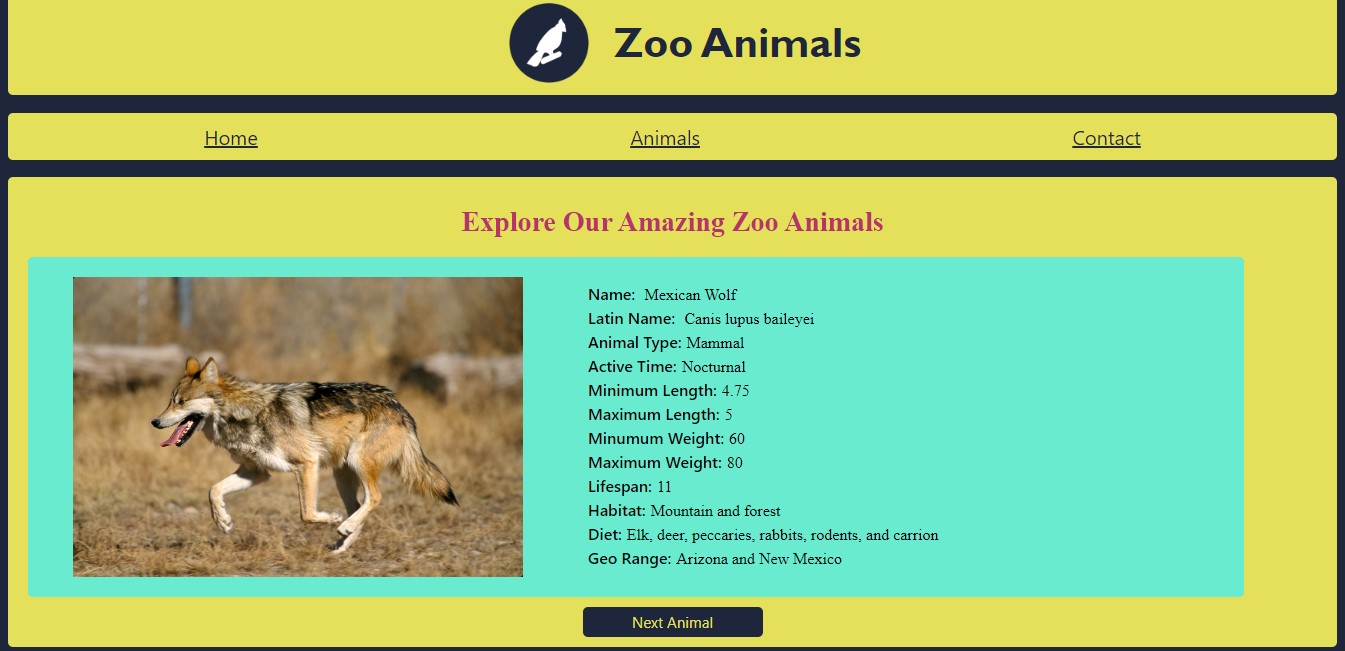 Zoo Animals
Home Animals Contact
Explore Our Amazing Zoo Animals
Name: Mexican Wolf
Latin Name: Canis lupus baileyei
Animal Type: Mammal
Active Time: Nocturnal
Minimum Length: 4.75
Maximum Length: 5
Minumum Weight: 60
Maximum Weight: 80
Lifespan: 11
Habitat: Mountain and forest
Diet: Elk, deer, peccaries, rabbits, rodents, and carrion
Geo Range: Arizona and New Mexico
Next Animal